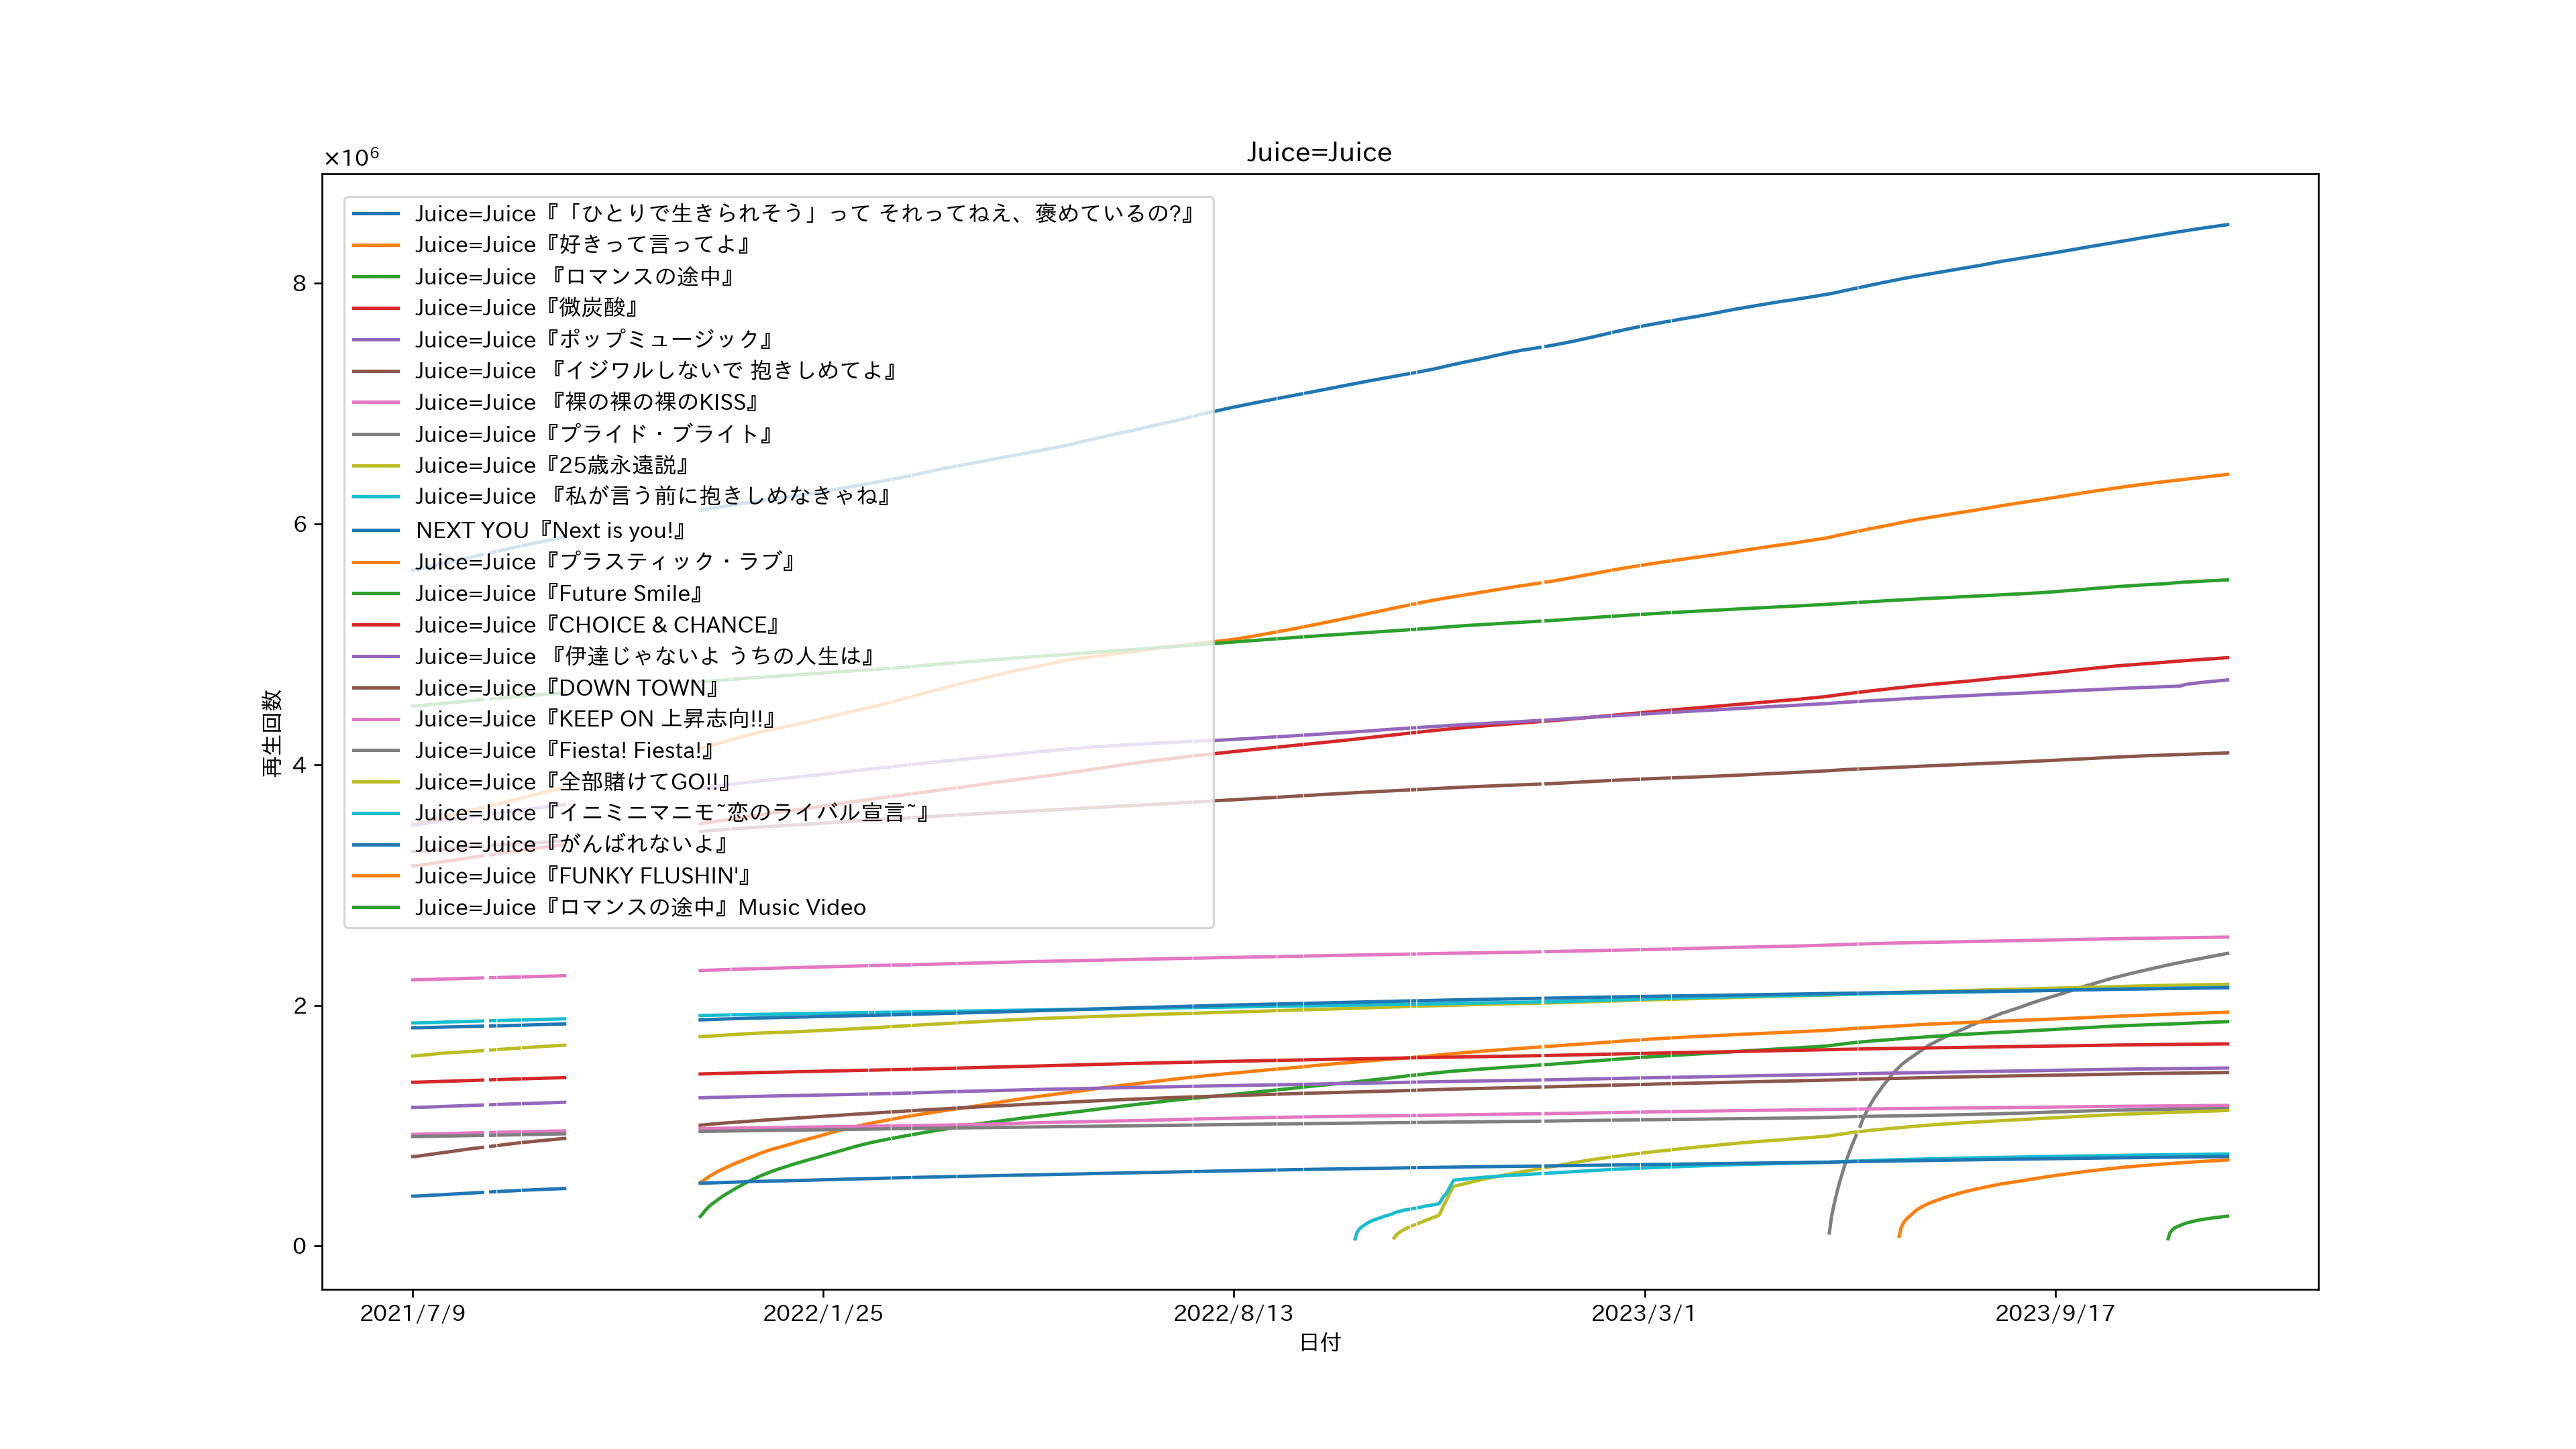 Juice=Juice
×10⁶
Juice=Juice『「ひとりで生きられそう」って それってねえ、褒めているの?』
Juice=Juice『好きって言ってよ』
Juice=Juice 『ロマンスの途中』
Juice=Juice『微炭酸』
Juice=Juice『ポップミュージック』
Juice=Juice 『イジワルしないで 抱きしめてよ』
Juice=Juice 『裸の裸の裸のKISS』
Juice=Juice『プライド・ブライト』
Juice=Juice『25歳永遠説』
Juice=Juice 『私が言う前に抱きしめなきゃね』
NEXT YOU『Next is you!』
Juice=Juice『プラスティック・ラブ』
Juice=Juice『Future Smile』
Juice=Juice『CHOICE & CHANCE』
Juice=Juice 『伊達じゃないよ うちの人生は』
Juice=Juice『DOWN TOWN』
Juice=Juice『KEEP ON 上昇志向!!』
Juice=Juice『Fiesta! Fiesta!』
Juice=Juice『全部賭けてGO!!』
Juice=Juice『イニミニマニモ~恋のライバル宣言~』
Juice=Juice『がんばれないよ』
Juice=Juice『FUNKY FLUSHIN'』
Juice=Juice『ロマンスの途中』Music Video
8
6
4
2
0
再生回数
2021/7/9
2022/1/25
2022/8/13
2023/3/1
2023/9/17
日付